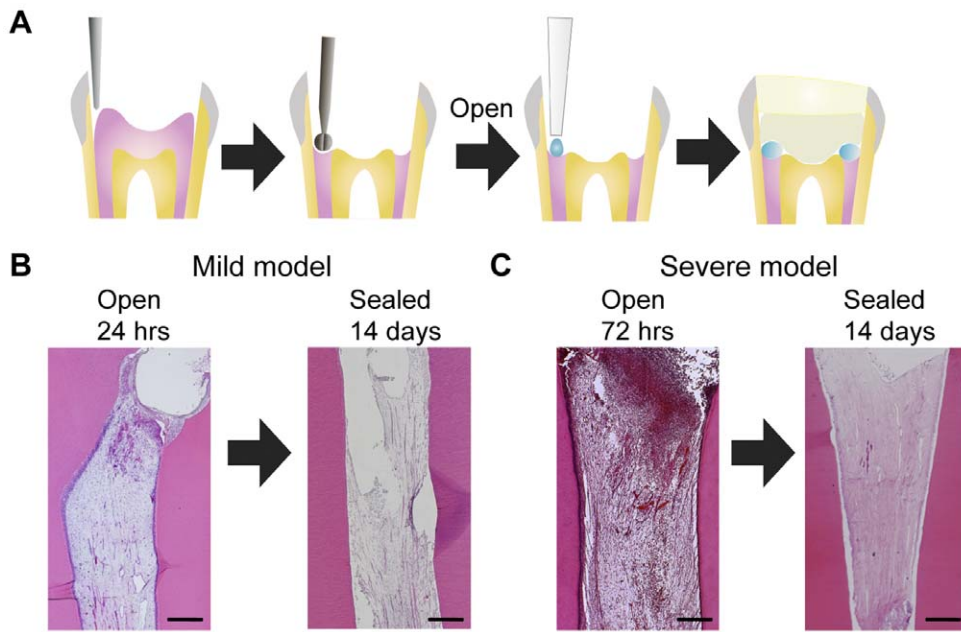 A
Open
B
Mild model
Open
24 hrs
Sealed
14 days
C
Severe model
Open
72 hrs
Sealed
14 days